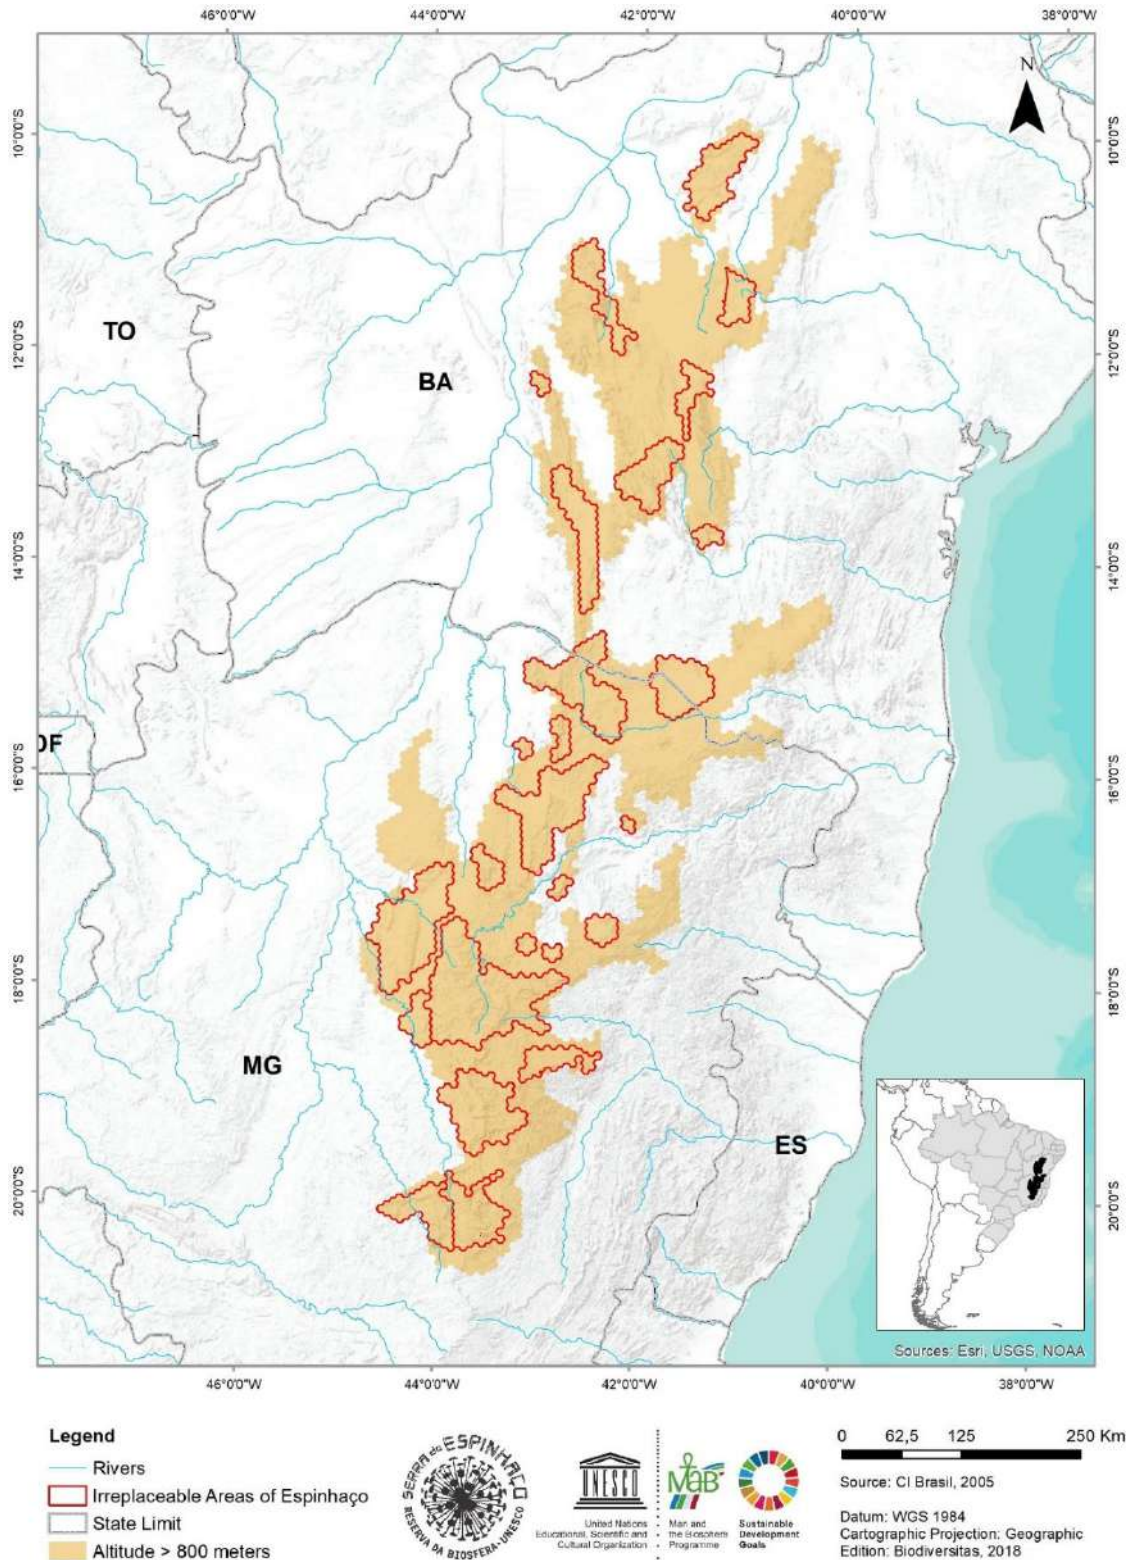 46°0'0"W 44°0'0"W 42°0'0"W 40°0'0"W 38°0'0"W
N
10°0'0"S 10°0'0"S
TO
12°0'0"S 12°0'0"S
BA
14°0'0"S 14°0'0"S
DF
16°0'0"S 16°0'0"S
18°0'0"S 18°0'0"S
MG
ES
20°0'0"S 20°0'0"S
Sources: Esri, USGS, NOAA
46°0'0"W 44°0'0"W 42°0'0"W 40°0'0"W 38°0'0"W
Legend
Rivers
Irreplaceable Areas of Espinhaço
State Limit
Altitude > 800 meters
SERRA do ESPINHAÇO
RESERVA DA BIOSFERA-UNESCO
UNESCO
United Nations
Educational, Scientific and
Cultural Organization
MaB
Man and
the Biosphere
Programme
Sustainable
Development
Goals
0 62,5 125 250 Km
Source: CI Brasil, 2005
Datum: WGS 1984
Cartographic Projection: Geographic
Edition: Biodiversitas, 2018